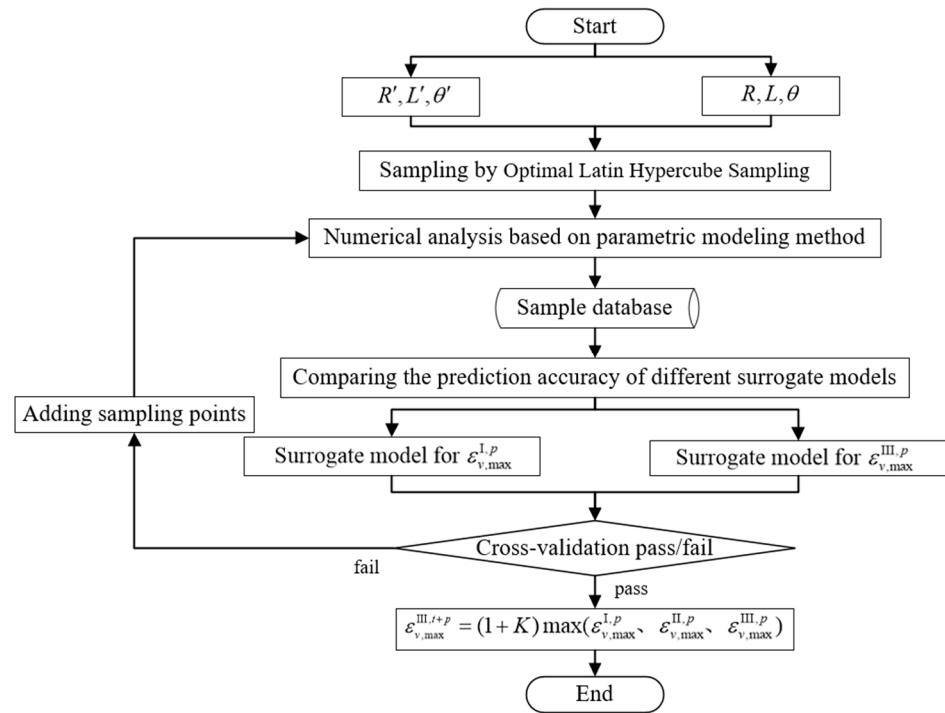 Start
R′, L′, θ′
R, L, θ
Sampling by Optimal Latin Hypercube Sampling
Numerical analysis based on parametric modeling method
Sample database
Comparing the prediction accuracy of different surrogate models
Adding sampling points
Surrogate model for ε_{v,max}^{I,p}
Surrogate model for ε_{v,max}^{III,p}
Cross-validation pass/fail
fail
pass
ε_{v,max}^{III,t+p} = (1+K) max(ε_{v,max}^{I,p}、 ε_{v,max}^{II,p}、 ε_{v,max}^{III,p})
End